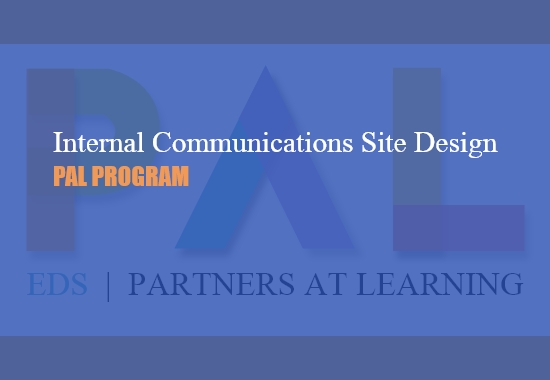 PAL
Internal Communications Site Design
PAL PROGRAM
EDS | PARTNERS AT LEARNING